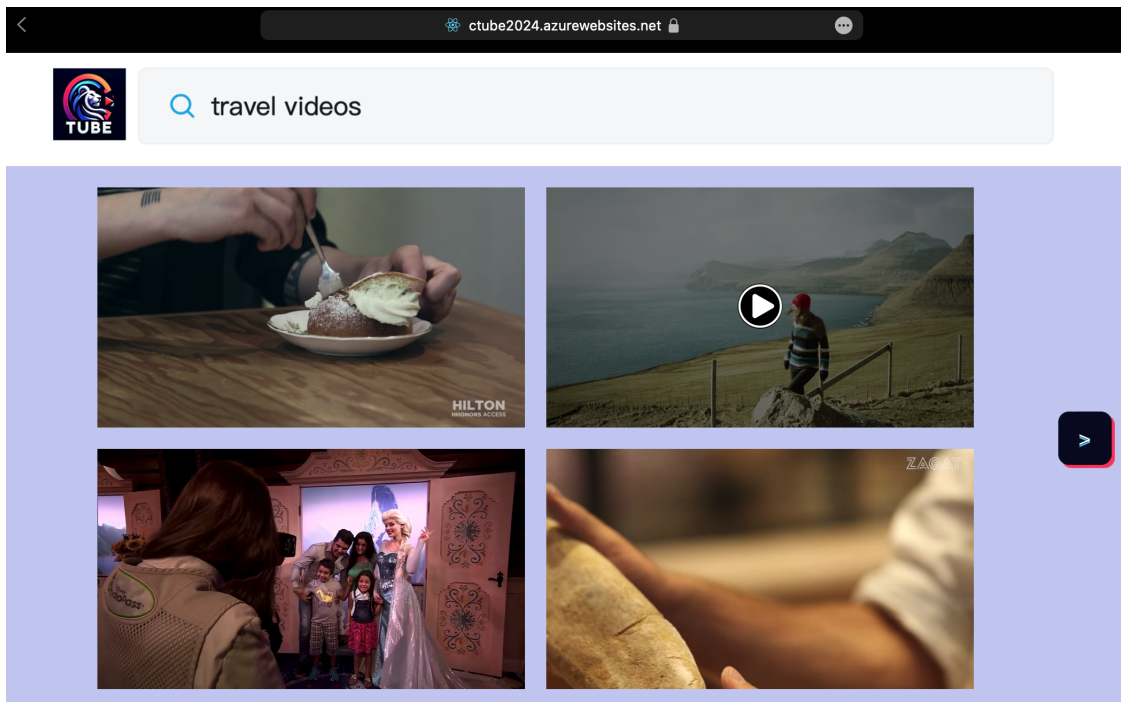 ctube2024.azurewebsites.net
TUBE
travel videos
HILTON
HHONORS ACCESS
ZAGAT
>